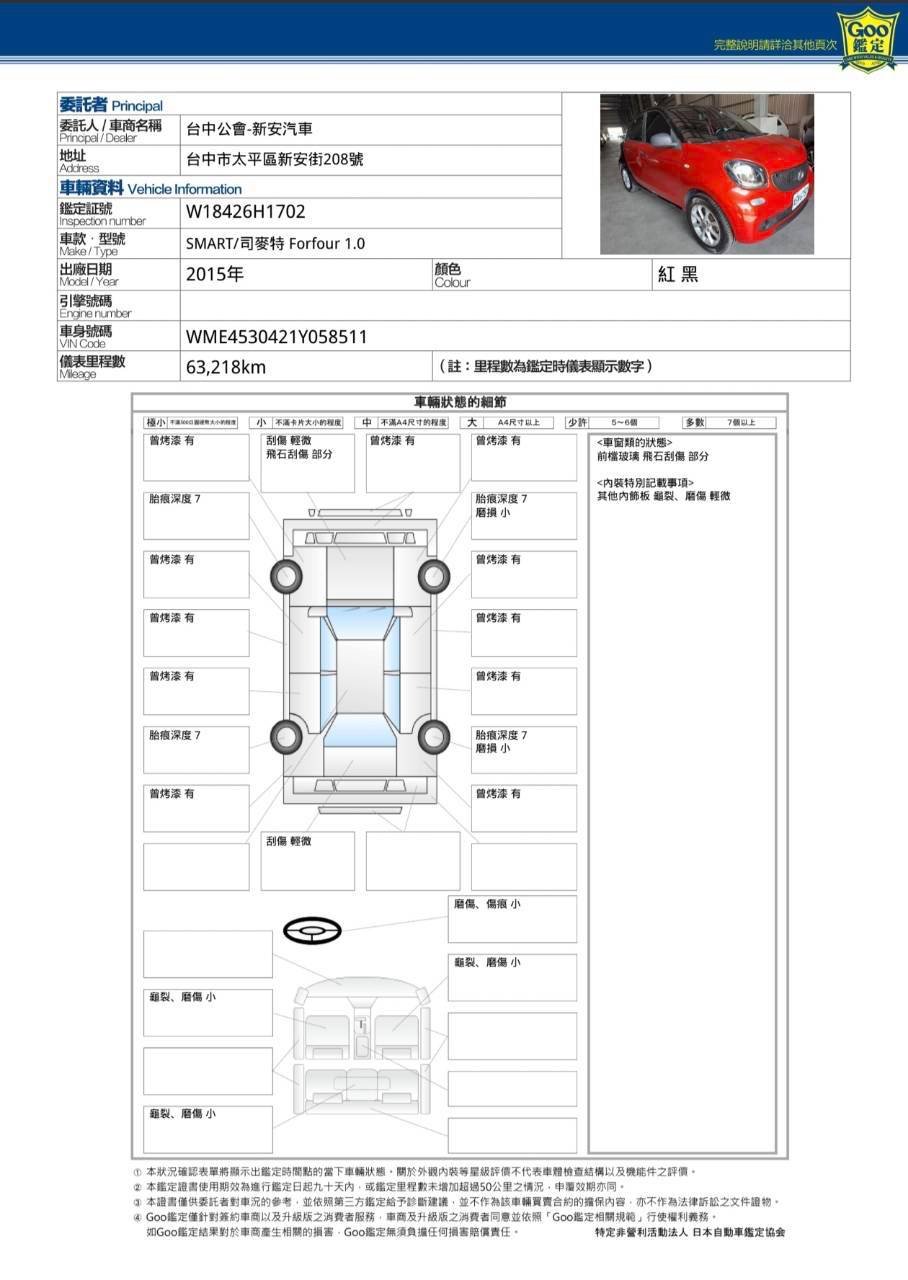 完整說明請詳洽其他頁次
Goo
鑑定
委託者 Principal
委託人 / 車商名稱
Principal / Dealer
台中公會-新安汽車
地址
Address
台中市太平區新安街208號
車輛資料 Vehicle Information
鑑定証號
Inspection number
W18426H1702
車款 · 型號
Make / Type
SMART/司麥特 Forfour 1.0
出廠日期
Model / Year
2015年
顏色
Colour
紅 黑
引擎號碼
Engine number
車身號碼
VIN Code
WME4530421Y058511
儀表里程數
Mileage
63,218km
（註：里程數為鑑定時儀表顯示數字）
車輛狀態的細節
極小
小 不滿卡片大小的程度
中 不滿A4尺寸的程度
大 A4尺寸以上
少許 5～6個
多數 7個以上
曾烤漆 有
刮傷 輕微
飛石刮傷 部分
曾烤漆 有
曾烤漆 有
<車窗類的狀態>
前檔玻璃 飛石刮傷 部分
<內裝特別記載事項>
其他內飾板 龜裂、磨傷 輕微
胎痕深度 7
胎痕深度 7
磨損 小
曾烤漆 有
曾烤漆 有
曾烤漆 有
曾烤漆 有
曾烤漆 有
曾烤漆 有
胎痕深度 7
胎痕深度 7
磨損 小
曾烤漆 有
曾烤漆 有
刮傷 輕微
磨傷、傷痕 小
龜裂、磨傷 小
龜裂、磨傷 小
龜裂、磨傷 小
① 本狀況確認表單將顯示出鑑定時間點的當下車輛狀態，關於外觀內裝等星級評價不代表車體檢查結構以及機能件之評價。
② 本鑑定證書使用期效為進行鑑定日起九十天內，或鑑定里程數未增加超過50公里之情況，申覆效期亦同。
③ 本證書僅供委託者對車況的參考，並依照第三方鑑定給予診斷建議，並不作為該車輛買賣合約的擔保內容，亦不作為法律訴訟之文件證物。
④ Goo鑑定僅針對簽約車商以及升級版之消費者服務，車商及升級版之消費者同意並依照「Goo鑑定相關規範」行使權利義務。
如Goo鑑定結果對於車商產生相關的損害，Goo鑑定無須負擔任何損害賠償責任。
特定非營利活動法人 日本自動車鑑定協会